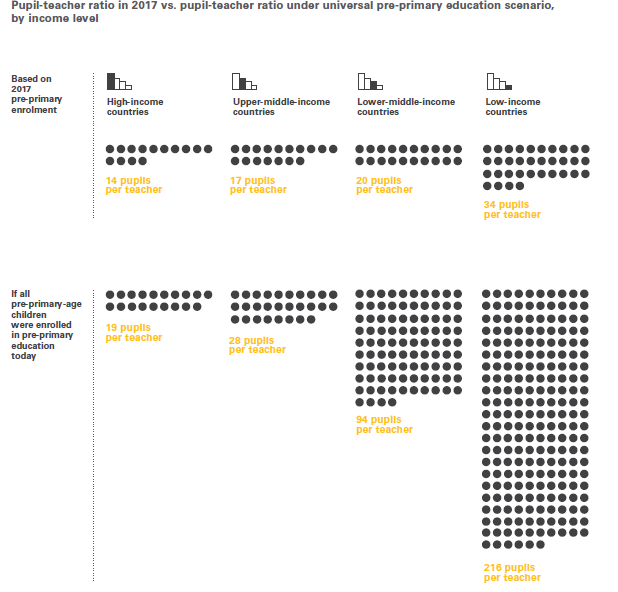 Pupil-teacher ratio in 2017 vs. pupil-teacher ratio under universal pre-primary education scenario,
by income level
Based on
2017
pre-primary
enrolment
High-income
countries
Upper-middle-income
countries
Lower-middle-income
countries
Low-income
countries
14 pupils
per teacher
17 pupils
per teacher
20 pupils
per teacher
34 pupils
per teacher
If all
pre-primary-age
children
were enrolled
in pre-primary
education
today
19 pupils
per teacher
28 pupils
per teacher
94 pupils
per teacher
216 pupils
per teacher